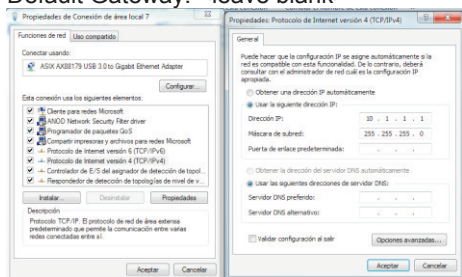 Default Gateway: leave blank
Propiedades de Conexión de área local 7
Funciones de red Uso compartido
Conectar usando:
ASIX AX88179 USB 3.0 to Gigabit Ethernet Adapter
Configurar...
Esta conexión usa los siguientes elementos:
Cliente para redes Microsoft
ANOD Network Security Filter driver
Programador de paquetes QoS
Compartir impresoras y archivos para redes Microsoft
Protocolo de Internet versión 6 (TCP/IPv6)
Protocolo de Internet versión 4 (TCP/IPv4)
Controlador de E/S del asignador de detección de topol...
Respondedor de detección de topologías de nivel de v...
Instalar... Desinstalar Propiedades
Descripción
Protocolo TCP/IP. El protocolo de red de área extensa
predeterminado que permite la comunicación entre varias
redes conectadas entre sí.
Aceptar Cancelar
Propiedades: Protocolo de Internet versión 4 (TCP/IPv4)
General
Puede hacer que la configuración IP se asigne automáticamente si la
red es compatible con esta funcionalidad. De lo contrario, deberá
consultar con el administrador de red cuál es la configuración IP
apropiada.
Obtener una dirección IP automáticamente
Usar la siguiente dirección IP:
Dirección IP: 10 . 1 . 1 . 1
Máscara de subred: 255 . 255 . 255 . 0
Puerta de enlace predeterminada: . . .
Obtener la dirección del servidor DNS automáticamente
Usar las siguientes direcciones de servidor DNS:
Servidor DNS preferido: . . .
Servidor DNS alternativo: . . .
Validar configuración al salir Opciones avanzadas...
Aceptar Cancelar